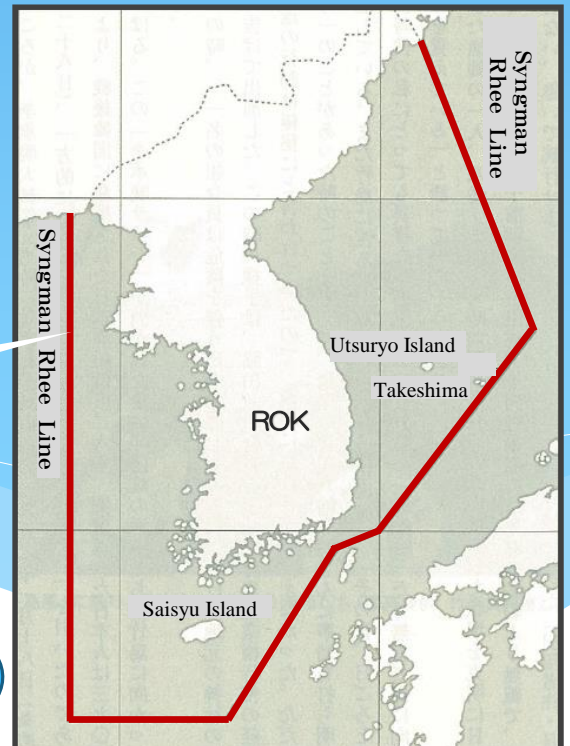 Syngman
Rhee Line
Syngman Rhee Line
Utsuryo Island
Takeshima
ROK
Saisyu Island